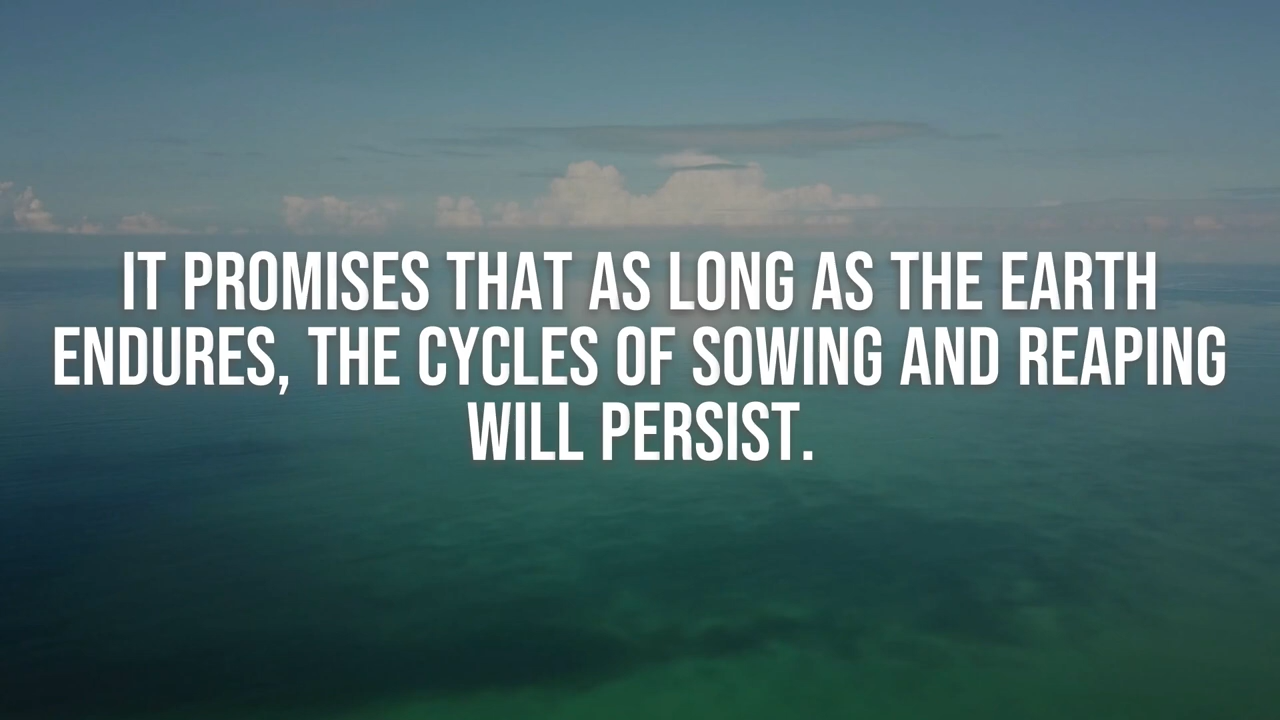 IT PROMISES THAT AS LONG AS THE EARTH
ENDURES, THE CYCLES OF SOWING AND REAPING
WILL PERSIST.